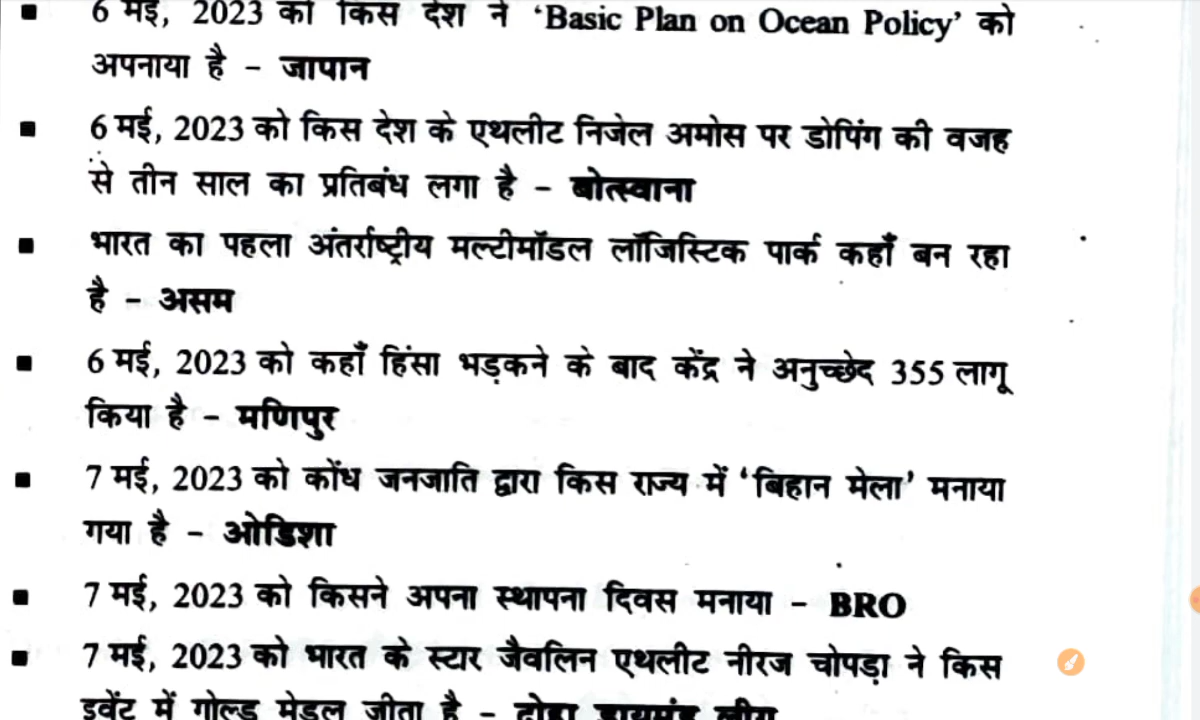 ▪ 6 मई, 2023 को किस देश ने ‘Basic Plan on Ocean Policy’ को
अपनाया है – जापान
▪ 6 मई, 2023 को किस देश के एथलीट निजेल अमोस पर डोपिंग की वजह
से तीन साल का प्रतिबंध लगा है – बोत्स्वाना
▪ भारत का पहला अंतर्राष्ट्रीय मल्टीमॉडल लॉजिस्टिक पार्क कहाँ बन रहा
है – असम
▪ 6 मई, 2023 को कहाँ हिंसा भड़कने के बाद केंद्र ने अनुच्छेद 355 लागू
किया है – मणिपुर
▪ 7 मई, 2023 को कोंध जनजाति द्वारा किस राज्य में ‘बिहान मेला’ मनाया
गया है – ओडिशा
▪ 7 मई, 2023 को किसने अपना स्थापना दिवस मनाया – BRO
▪ 7 मई, 2023 को भारत के स्टार जैवलिन एथलीट नीरज चोपड़ा ने किस
इवेंट में गोल्ड मेडल जीता है – दोहा डायमंड लीग